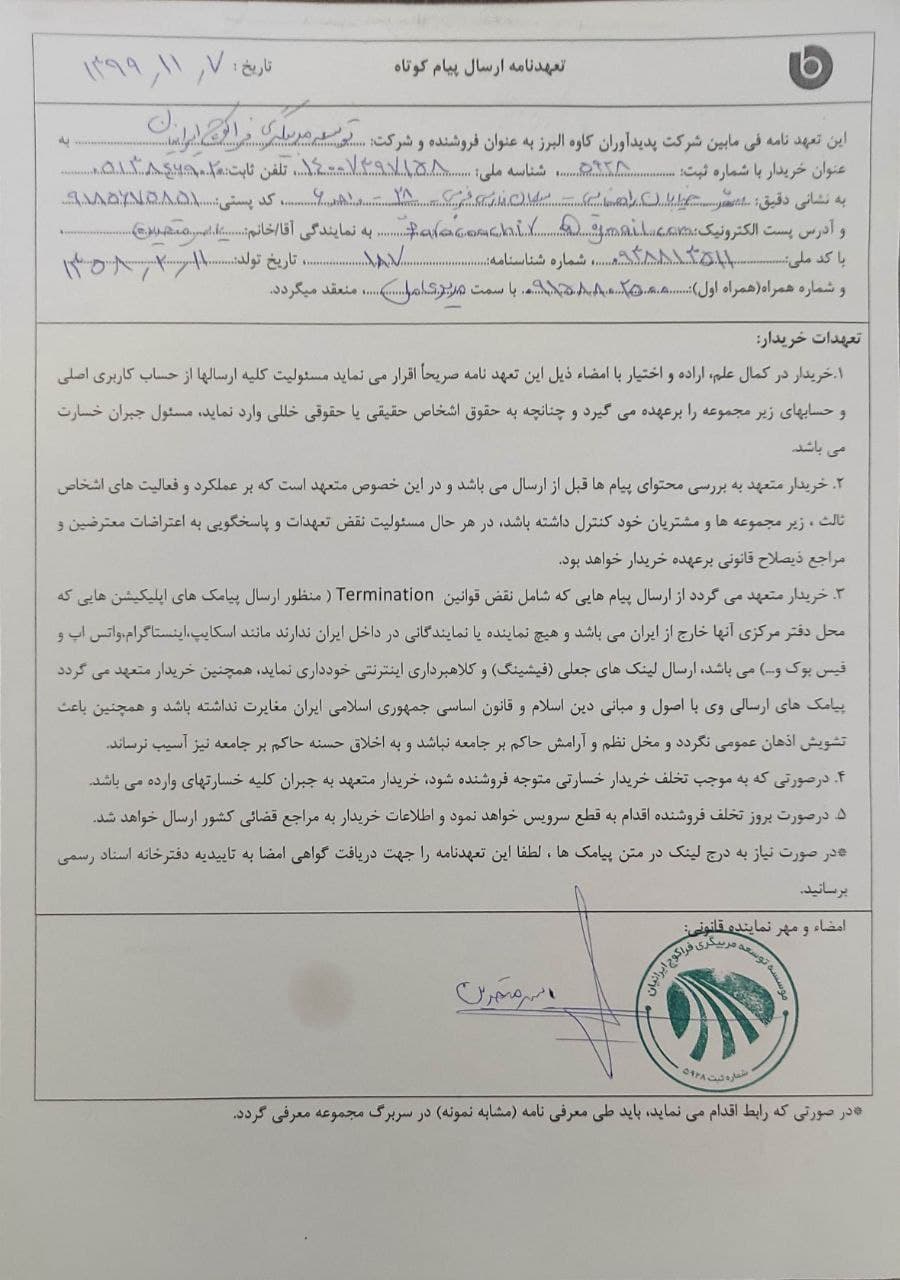 تعهدنامه ارسال پیام کوتاه
تاریخ: ۱۳۹۹/۱۱/۷
این تعهد نامه فی مابین شرکت پدیدآوران کاوه البرز به عنوان فروشنده و شرکت: توسعه مربیگری فراکوچ ایرانیان به
عنوان خریدار با شماره ثبت: ۵۹۲۸، شناسه ملی: ۱۴۰۰۷۳۹۷۱۵۸، تلفن ثابت:
به نشانی دقیق: خیابان راهنمایی - ۲۸ - واحد ۶، کد پستی:
و آدرس پست الکترونیک: faracoachir@gmail.com به نمایندگی آقا/خانم:،
با کد ملی:، شماره شناسنامه: ۱۸۷، تاریخ تولد: ۱۳۵۸/۲/۱۱
و شماره همراه(همراه اول): ۰۹۱۵۸۸۰۲۵۰۰ با سمت مدیرعامل، منعقد میگردد.
تعهدات خریدار:
۱.خریدار در کمال علم، اراده و اختیار با امضاء ذیل این تعهد نامه صریحاً اقرار می نماید مسئولیت کلیه ارسالها از حساب کاربری اصلی
و حسابهای زیر مجموعه را برعهده می گیرد و چنانچه به حقوق اشخاص حقیقی یا حقوقی خللی وارد نماید، مسئول جبران خسارت
می باشد.
۲. خریدار متعهد به بررسی محتوای پیام ها قبل از ارسال می باشد و در این خصوص متعهد است که بر عملکرد و فعالیت های اشخاص
ثالث ، زیر مجموعه ها و مشتریان خود کنترل داشته باشد، در هر حال مسئولیت نقض تعهدات و پاسخگویی به اعتراضات معترضین و
مراجع ذیصلاح قانونی برعهده خریدار خواهد بود.
۳. خریدار متعهد می گردد از ارسال پیام هایی که شامل نقض قوانین Termination ( منظور ارسال پیامک های اپلیکیشن هایی که
محل دفتر مرکزی آنها خارج از ایران می باشد و هیچ نماینده یا نمایندگانی در داخل ایران ندارند مانند اسکایپ،اینستاگرام،واتس اپ و
فیس بوک و...) می باشد، ارسال لینک های جعلی (فیشینگ) و کلاهبرداری اینترنتی خودداری نماید، همچنین خریدار متعهد می گردد
پیامک های ارسالی وی با اصول و مبانی دین اسلام و قانون اساسی جمهوری اسلامی ایران مغایرت نداشته باشد و همچنین باعث
تشویش اذهان عمومی نگردد و مخل نظم و آرامش حاکم بر جامعه نباشد و به اخلاق حسنه حاکم بر جامعه نیز آسیب نرساند.
۴. درصورتی که به موجب تخلف خریدار خسارتی متوجه فروشنده شود، خریدار متعهد به جبران کلیه خسارتهای وارده می باشد.
۵. درصورت بروز تخلف فروشنده اقدام به قطع سرویس خواهد نمود و اطلاعات خریدار به مراجع قضائی کشور ارسال خواهد شد.
*در صورت نیاز به درج لینک در متن پیامک ها ، لطفا این تعهدنامه را جهت دریافت گواهی امضا به تاییدیه دفترخانه اسناد رسمی
برسانید.
امضاء و مهر نماینده قانونی:
موسسه توسعه مربیگری فراکوچ ایرانیان
شماره ثبت ۵۹۲۸
*در صورتی که رابط اقدام می نماید، باید طی معرفی نامه (مشابه نمونه) در سربرگ مجموعه معرفی گردد.